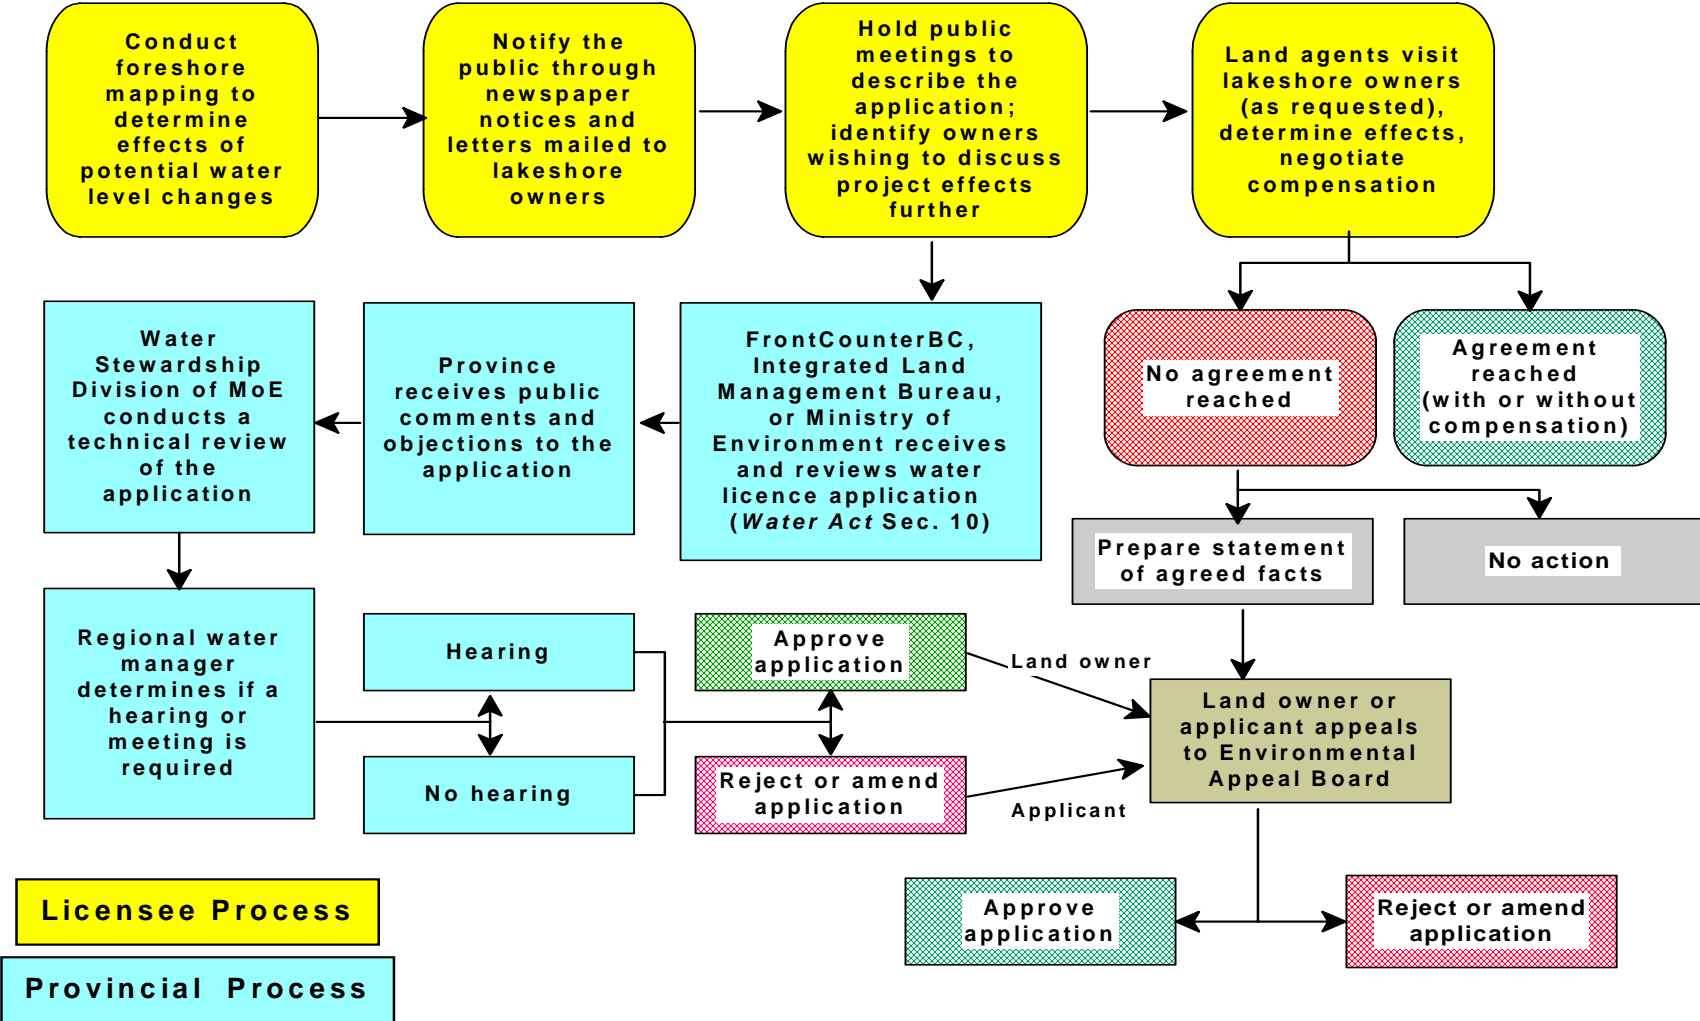 Conduct
foreshore
mapping to
determine
effects of
potential water
level changes
Notify the
public through
newspaper
notices and
letters mailed to
lakeshore
owners
Hold public
meetings to
describe the
application;
identify owners
wishing to discuss
project effects
further
Land agents visit
lakeshore owners
(as requested),
determine effects,
negotiate
compensation
Water
Stewardship
Division of MoE
conducts a
technical review
of the
application
Province
receives public
comments and
objections to the
application
FrontCounterBC,
Integrated Land
Management Bureau,
or Ministry of
Environment receives
and reviews water
licence application
(Water Act Sec. 10)
No agreement
reached
Agreement
reached
(with or without
compensation)
Prepare statement
of agreed facts
No action
Regional water
manager
determines if a
hearing or
meeting is
required
Hearing
No hearing
Approve
application
Reject or amend
application
Land owner
Applicant
Land owner or
applicant appeals
to Environmental
Appeal Board
Approve
application
Reject or amend
application
Licensee Process
Provincial Process